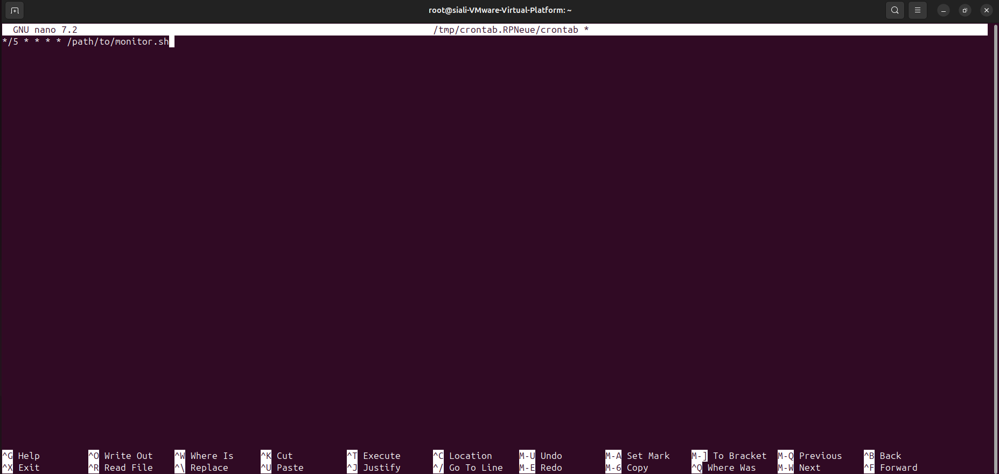 root@siali-VMware-Virtual-Platform: ~
GNU nano 7.2 /tmp/crontab.RPNeue/crontab *
*/5 * * * * /path/to/monitor.sh
^G Help ^O Write Out ^W Where Is ^K Cut ^T Execute ^C Location M-U Undo M-A Set Mark M-] To Bracket M-Q Previous ^B Back
^X Exit ^R Read File ^\ Replace ^U Paste ^J Justify ^/ Go To Line M-E Redo M-6 Copy ^Q Where Was M-W Next ^F Forward